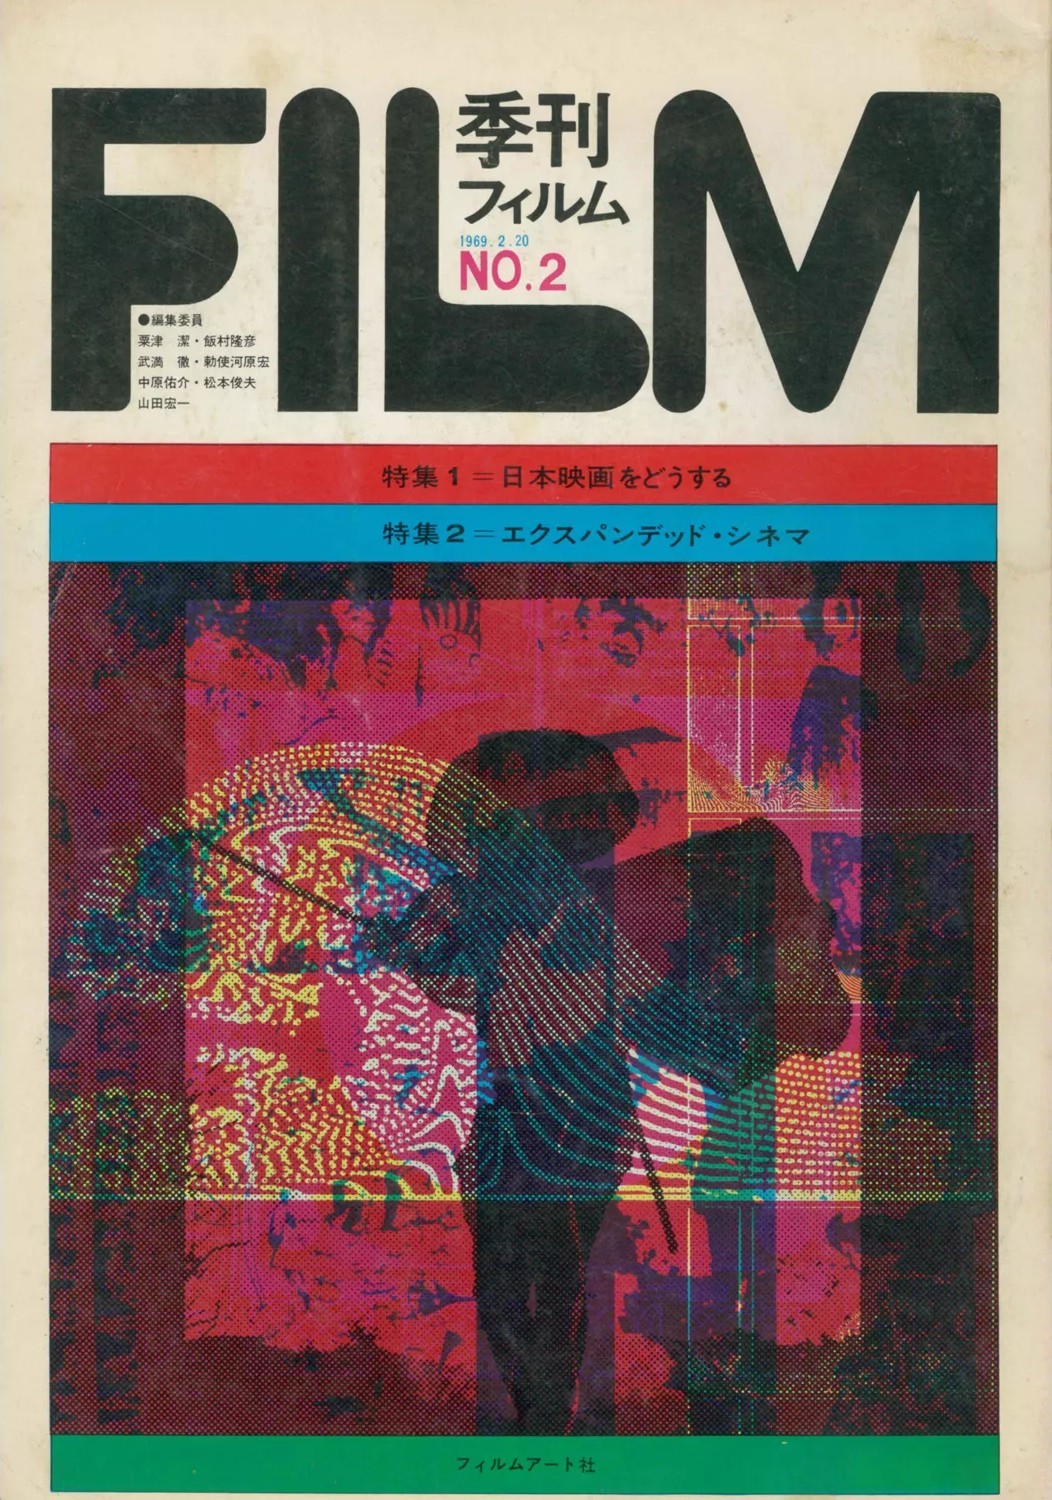 FILM
季刊
フィルム
1969.2.20
NO.2
●編集委員
粟津 潔・飯村隆彦
武満 徹・勅使河原宏
中原佑介・松本俊夫
山田宏一
特集1=日本映画をどうする
特集2=エクスパンデッド・シネマ
フィルムアート社